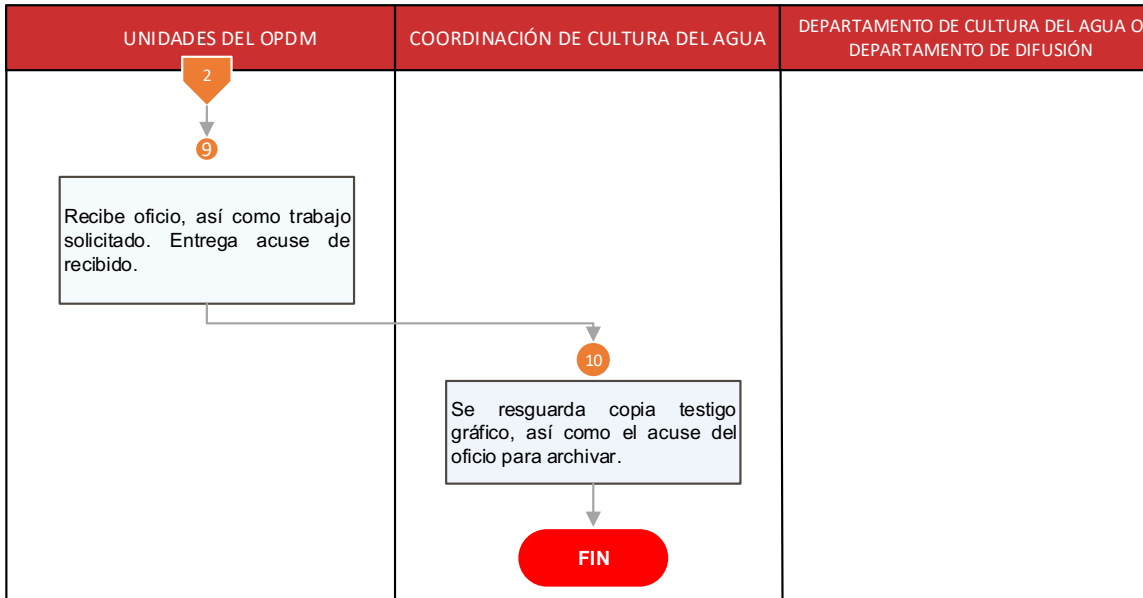 UNIDADES DEL OPDM
COORDINACIÓN DE CULTURA DEL AGUA
DEPARTAMENTO DE CULTURA DEL AGUA O
DEPARTAMENTO DE DIFUSIÓN
2
9
Recibe oficio, así como trabajo
solicitado. Entrega acuse de
recibido.
10
Se resguarda copia testigo
gráfico, así como el acuse del
oficio para archivar.
FIN